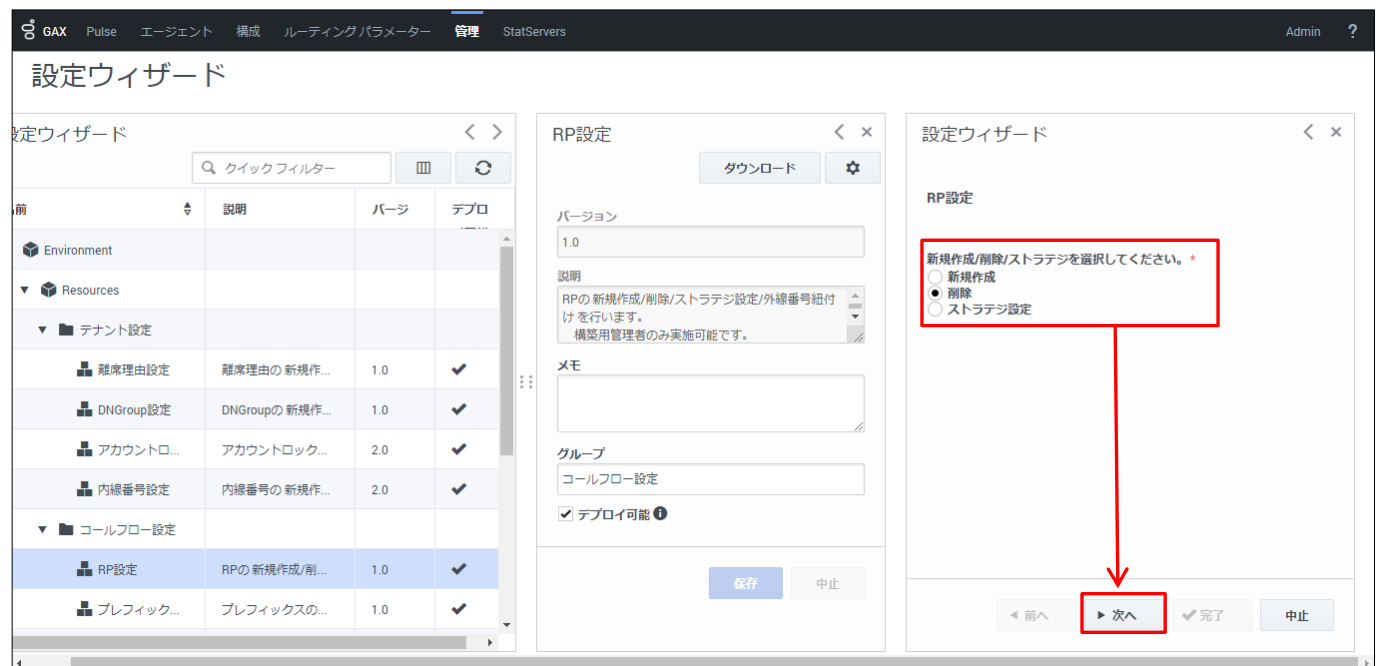 GAX Pulse エージェント 構成 ルーティング パラメーター 管理 StatServers Admin ?
設定ウィザード
設定ウィザード
クイック フィルター
名前 説明 バージ デプロ
Environment
Resources
テナント設定
離席理由設定 離席理由の 新規作... 1.0
DNGroup設定 DNGroupの 新規作... 1.0
アカウントロ... アカウントロック... 2.0
内線番号設定 内線番号の 新規作... 2.0
コールフロー設定
RP設定 RPの 新規作成/削... 1.0
プレフィック... プレフィックスの... 1.0
RP設定
ダウンロード
バージョン
1.0
説明
RPの 新規作成/削除/ストラテジ設定/外線番号紐付
け を行います。
構築用管理者のみ実施可能です。
メモ
グループ
コールフロー設定
デプロイ可能
保存 中止
設定ウィザード
RP設定
新規作成/削除/ストラテジを選択してください。*
新規作成
削除
ストラテジ設定
前へ 次へ 完了 中止